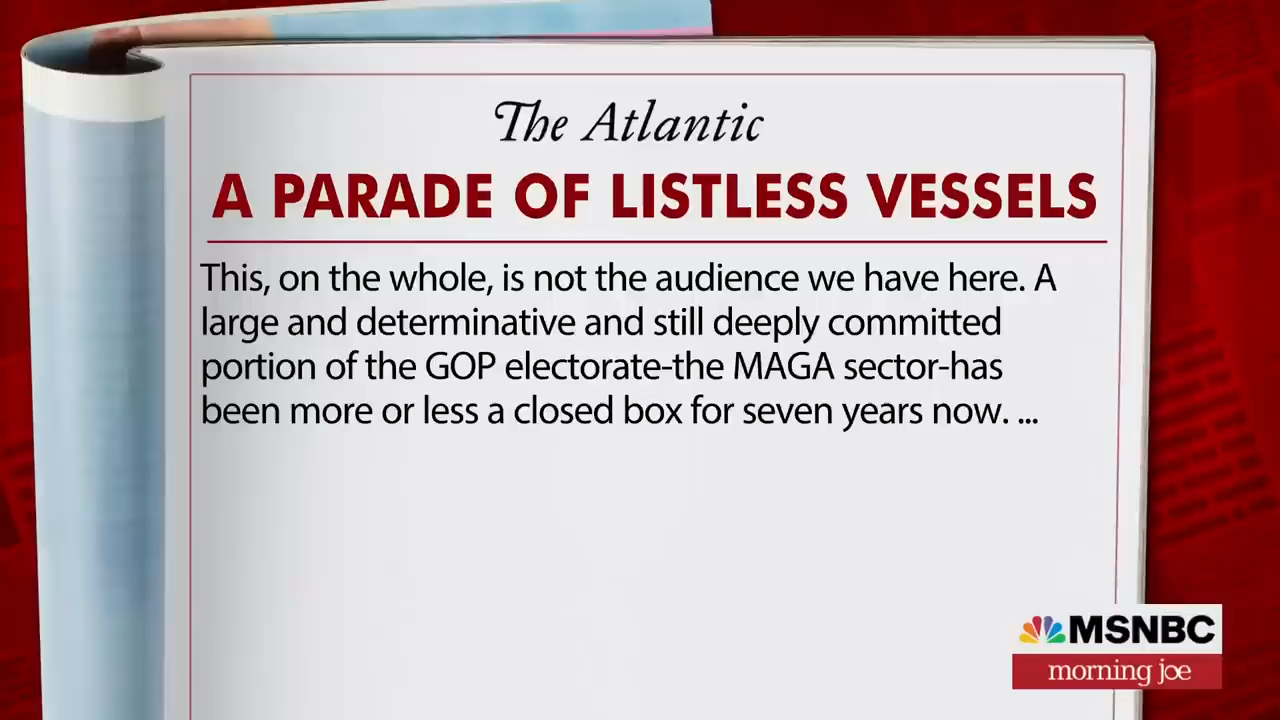 The Atlantic
A PARADE OF LISTLESS VESSELS
This, on the whole, is not the audience we have here. A
large and determinative and still deeply committed
portion of the GOP electorate-the MAGA sector-has
been more or less a closed box for seven years now. ...
MSNBC
morning joe